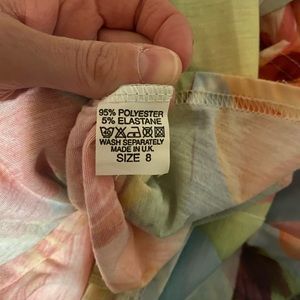 95% POLYESTER
5% ELASTANE
WASH SEPARATELY
MADE IN U.K
SIZE 8